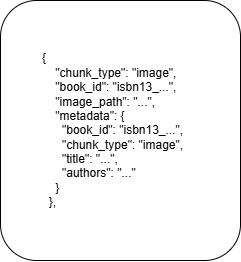 {
"chunk_type": "image",
"book_id": "isbn13_...",
"image_path": "...",
"metadata": {
"book_id": "isbn13_...",
"chunk_type": "image",
"title": "...",
"authors": "..."
}
},